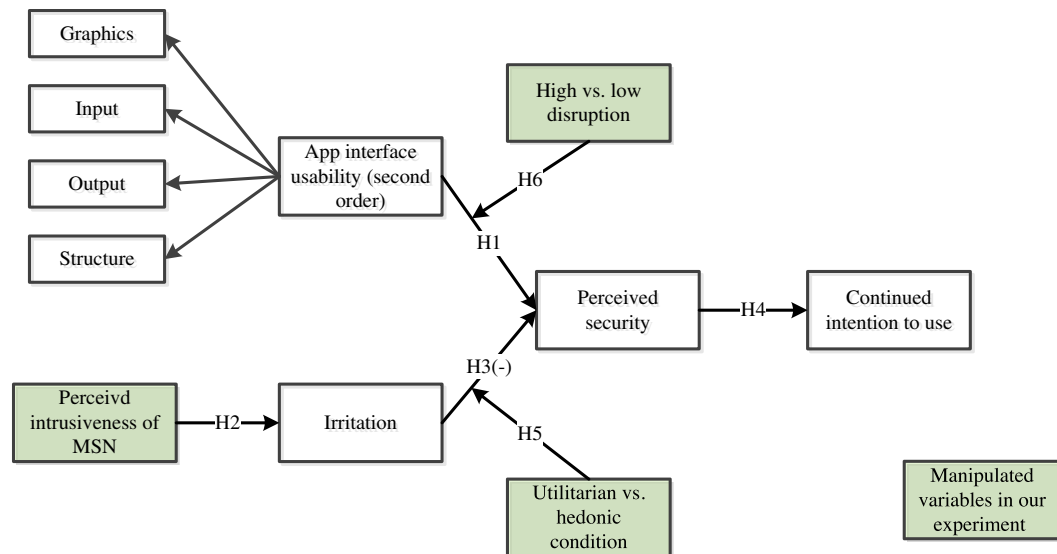 Graphics
Input
Output
Structure
App interface
usability (second
order)
High vs. low
disruption
H6
H1
Perceived
security
H4
Continued
intention to use
H3(-)
Perceivd
intrusiveness of
MSN
H2
Irritation
H5
Utilitarian vs.
hedonic
condition
Manipulated
variables in our
experiment